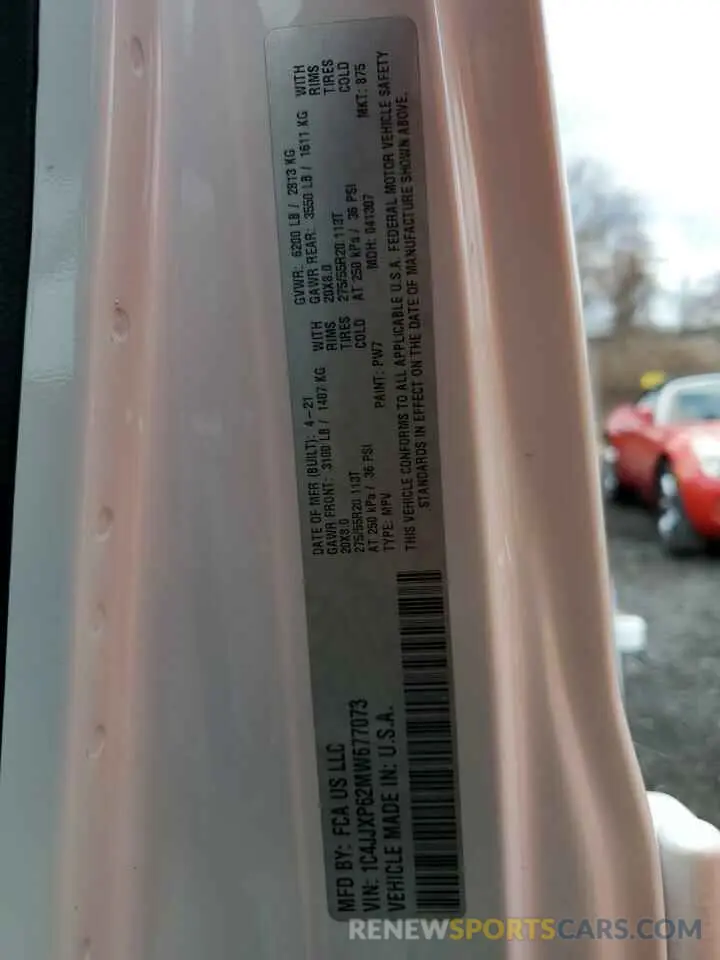 MFD BY: FCA US LLC
DATE OF MFR (BUILT): 4-21
GVWR: 6200 LB / 2813 KG
GAWR FRONT: 3100 LB / 1407 KG WITH
GAWR REAR: 3550 LB / 1611 KG WITH
20X8.0 RIMS
20X8.0 RIMS
275/55R20 113T TIRES
275/55R20 113T TIRES
AT 250 kPa / 36 PSI COLD
AT 250 kPa / 36 PSI COLD
VIN: 1C4JJXP62MW677073
TYPE: MPV
PAINT: PW7
MDH: 041307
MKT: 875
VEHICLE MADE IN: U.S.A.
THIS VEHICLE CONFORMS TO ALL APPLICABLE U.S.A. FEDERAL MOTOR VEHICLE SAFETY
STANDARDS IN EFFECT ON THE DATE OF MANUFACTURE SHOWN ABOVE.
RENEWSPORTSCARS.COM